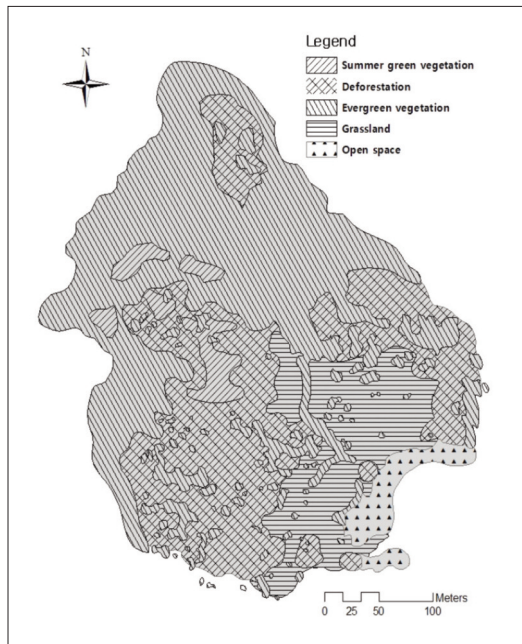 N
Legend
Summer green vegetation
Deforestation
Evergreen vegetation
Grassland
Open space
Meters
0 25 50 100